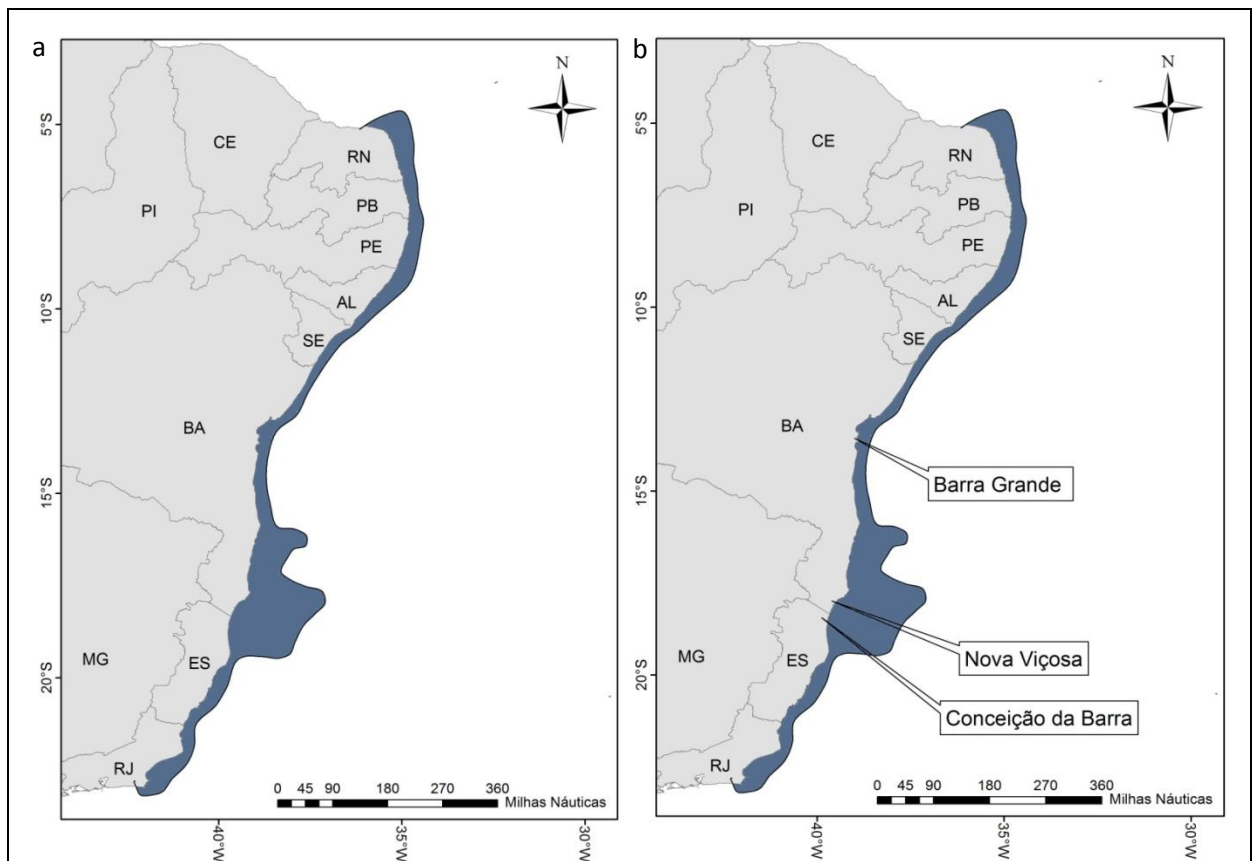 a
N
5°S
10°S
15°S
20°S
CE
RN
PI
PB
PE
AL
SE
BA
MG
ES
RJ
0 45 90 180 270 360
Milhas Náuticas
40°W
35°W
30°W
b
N
5°S
10°S
15°S
20°S
CE
RN
PI
PB
PE
AL
SE
BA
Barra Grande
Nova Viçosa
MG
ES
Conceição da Barra
RJ
0 45 90 180 270 360
Milhas Náuticas
40°W
35°W
30°W